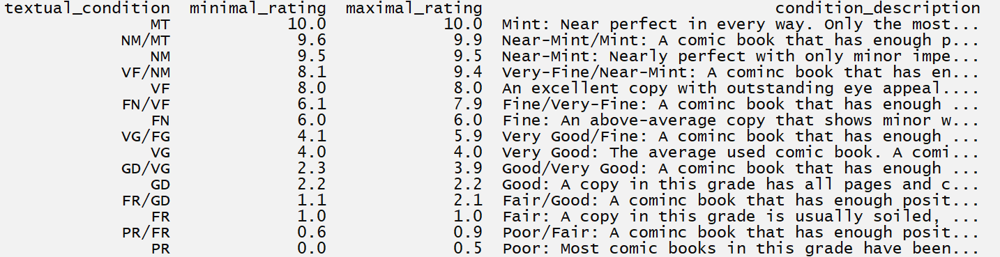 textual_condition minimal_rating maximal_rating condition_description
MT 10.0 10.0 Mint: Near perfect in every way. Only the most...
NM/MT 9.6 9.9 Near-Mint/Mint: A comic book that has enough p...
NM 9.5 9.5 Near-Mint: Nearly perfect with only minor impe...
VF/NM 8.1 9.4 Very-Fine/Near-Mint: A cominc book that has en...
VF 8.0 8.0 An excellent copy with outstanding eye appeal....
FN/VF 6.1 7.9 Fine/Very-Fine: A cominc book that has enough ...
FN 6.0 6.0 Fine: An above-average copy that shows minor w...
VG/FG 4.1 5.9 Very Good/Fine: A cominc book that has enough ...
VG 4.0 4.0 Very Good: The average used comic book. A comi...
GD/VG 2.3 3.9 Good/Very Good: A cominc book that has enough ...
GD 2.2 2.2 Good: A copy in this grade has all pages and c...
FR/GD 1.1 2.1 Fair/Good: A cominc book that has enough posit...
FR 1.0 1.0 Fair: A copy in this grade is usually soiled, ...
PR/FR 0.6 0.9 Poor/Fair: A cominc book that has enough posit...
PR 0.0 0.5 Poor: Most comic books in this grade have been...